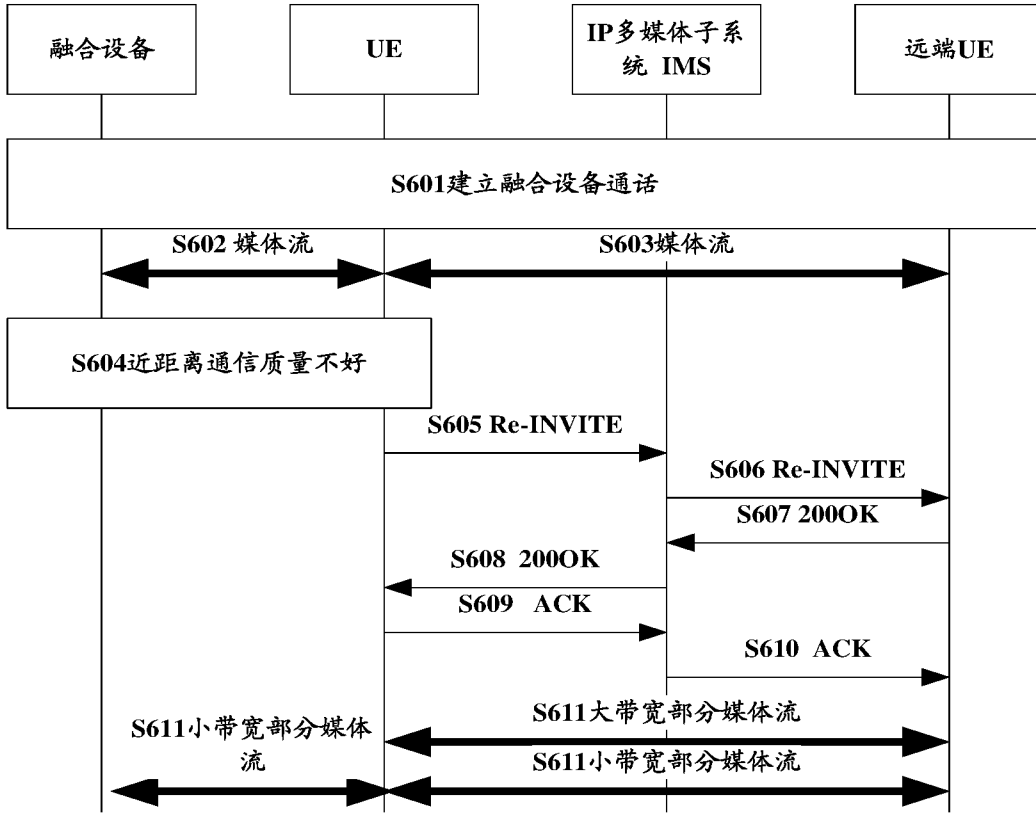 融合设备
UE
IP多媒体子系
统 IMS
远端UE
S601建立融合设备通话
S602 媒体流
S603媒体流
S604近距离通信质量不好
S605 Re-INVITE
S606 Re-INVITE
S607 200OK
S608 200OK
S609 ACK
S610 ACK
S611大带宽部分媒体流
S611小带宽部分媒体
流
S611小带宽部分媒体流